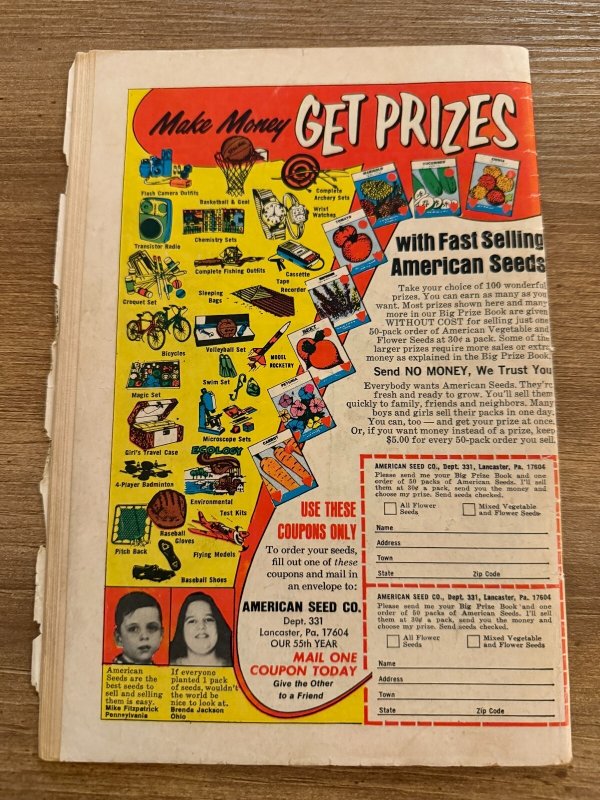 Make Money GET PRIZES
Flash Camera Outfits
Basketball & Goal
Complete
Archery Sets
Wrist
Watches
Transistor Radio
Chemistry Sets
Complete Fishing Outfits
Cassette
Tape
Recorder
Croquet Set
Sleeping
Bags
Bicycles
Volleyball Set
MODEL
ROCKETRY
Magic Set
Swim Set
Girl's Travel Case
Microscope Sets
ECOLOGY
4-Player Badminton
Environmental
Test Kits
Pitch Back
Baseball
Gloves
Flying Models
Baseball Shoes
CUCUMBER
TOMATO
BEET
PETUNIA
CARROT
with Fast Selling
American Seeds
Take your choice of 100 wonderful
prizes. You can earn as many as you
want. Most prizes shown here and many
more in our Big Prize Book are given
WITHOUT COST for selling just one
50-pack order of American Vegetable and
Flower Seeds at 30¢ a pack. Some of the
larger prizes require more sales or extra
money as explained in the Big Prize Book.
Send NO MONEY, We Trust You
Everybody wants American Seeds. They're
fresh and ready to grow. You'll sell them
quickly to family, friends and neighbors. Many
boys and girls sell their packs in one day.
You can, too — and get your prize at once.
Or, if you want money instead of a prize, keep
$5.00 for every 50-pack order you sell.
USE THESE
COUPONS ONLY
To order your seeds,
fill out one of these
coupons and mail in
an envelope to:
AMERICAN SEED CO.
Dept. 331
Lancaster, Pa. 17604
OUR 55th YEAR
MAIL ONE
COUPON TODAY
Give the Other
to a Friend
AMERICAN SEED CO., Dept. 331, Lancaster, Pa. 17604
Please send me your Big Prize Book and one
order of 50 packs of American Seeds. I'll sell
them at 30¢ a pack, send you the money and
choose my prize. Send seeds checked.
All Flower
Seeds
Mixed Vegetable
and Flower Seeds
Name
Address
Town
State Zip Code
AMERICAN SEED CO., Dept. 331, Lancaster, Pa. 17604
Please send me your Big Prize Book and one
order of 50 packs of American Seeds. I'll sell
them at 30¢ a pack, send you the money and
choose my prize. Send seeds checked.
All Flower
Seeds
Mixed Vegetable
and Flower Seeds
Name
Address
Town
State Zip Code
American
Seeds are the
best seeds to
sell and selling
them is easy.
Mike Fitzpatrick
Pennsylvania
If everyone
planted 1 pack
of seeds, wouldn't
the world be
nice to look at.
Brenda Jackson
Ohio